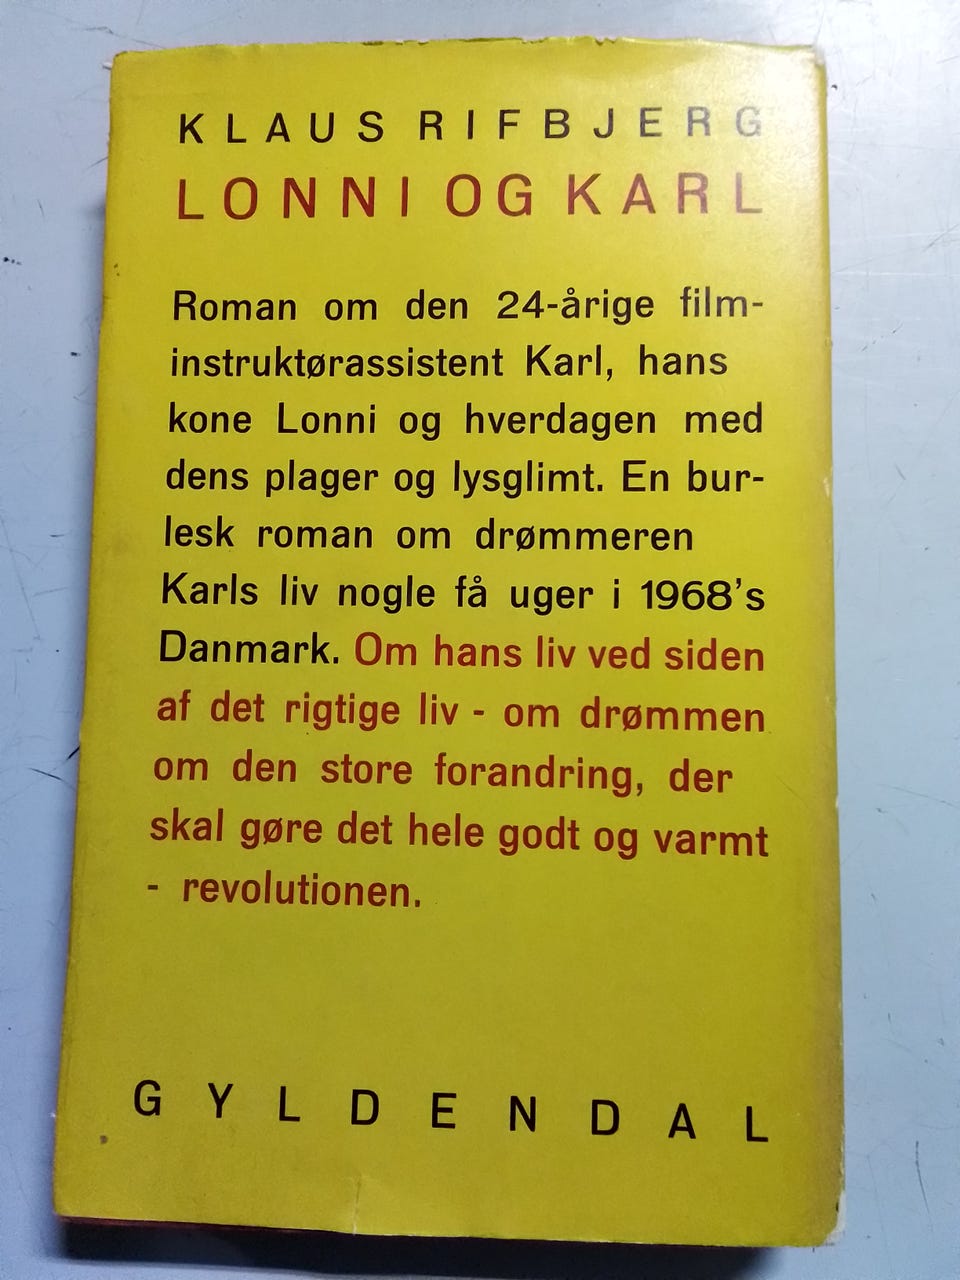 KLAUS RIFBJERG
LONNI OG KARL
Roman om den 24-årige film-
instruktørassistent Karl, hans
kone Lonni og hverdagen med
dens plager og lysglimt. En bur-
lesk roman om drømmeren
Karls liv nogle få uger i 1968's
Danmark. Om hans liv ved siden
af det rigtige liv - om drømmen
om den store forandring, der
skal gøre det hele godt og varmt
- revolutionen.
GYLDENDAL